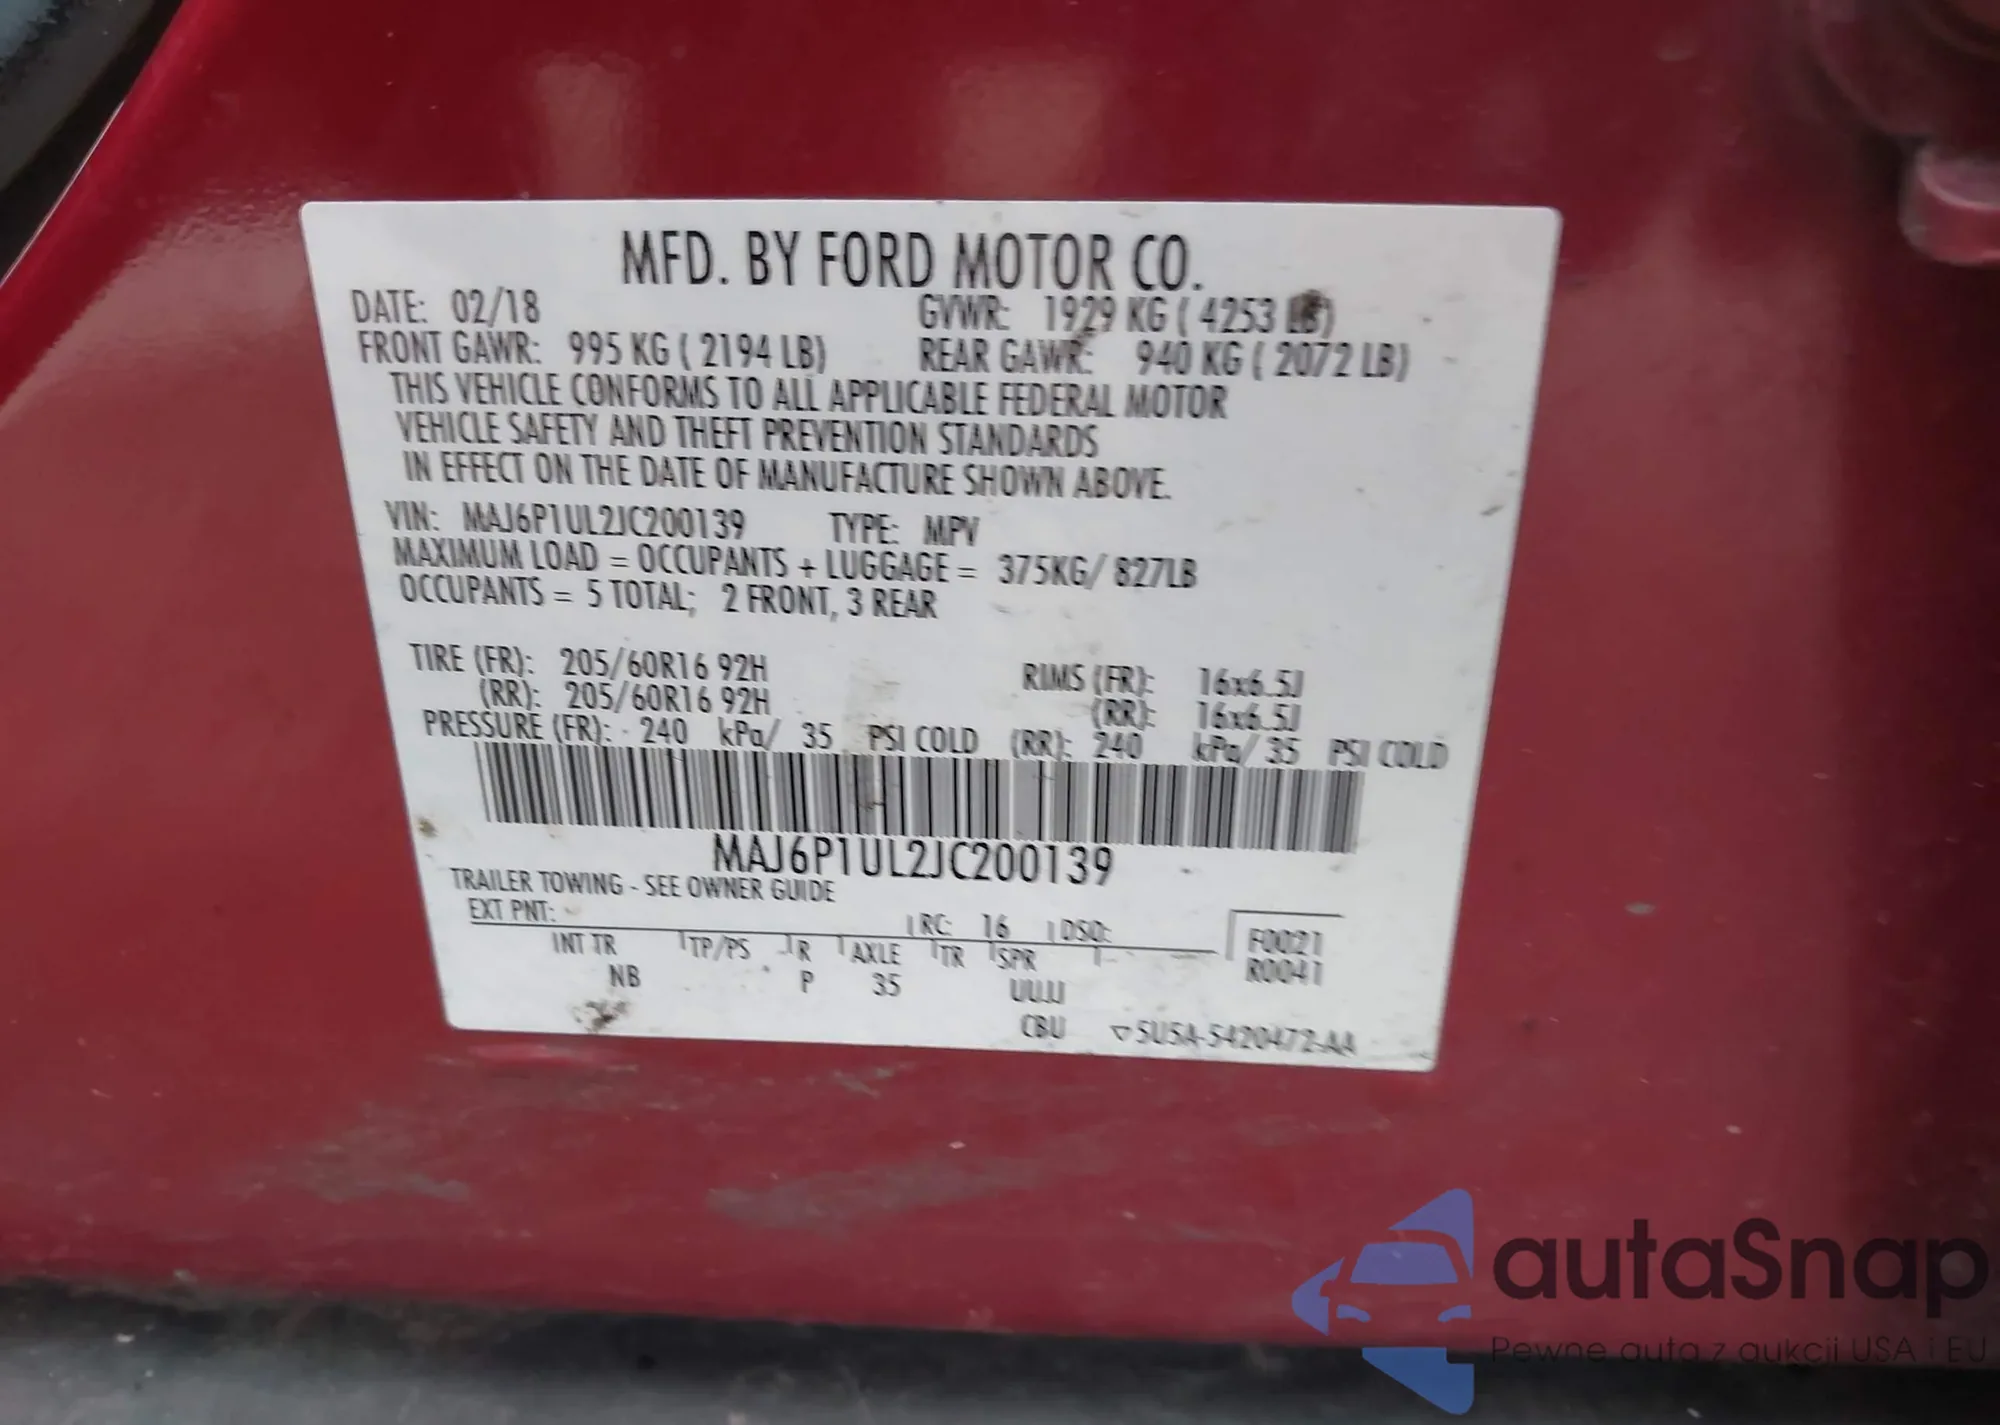 MFD. BY FORD MOTOR CO.
DATE: 02/18 GVWR: 1929 KG ( 4253 LB)
FRONT GAWR: 995 KG ( 2194 LB) REAR GAWR: 940 KG ( 2072 LB)
THIS VEHICLE CONFORMS TO ALL APPLICABLE FEDERAL MOTOR
VEHICLE SAFETY AND THEFT PREVENTION STANDARDS
IN EFFECT ON THE DATE OF MANUFACTURE SHOWN ABOVE.
VIN: MAJ6P1UL2JC200139 TYPE: MPV
MAXIMUM LOAD = OCCUPANTS + LUGGAGE = 375KG/ 827LB
OCCUPANTS = 5 TOTAL; 2 FRONT, 3 REAR
TIRE (FR): 205/60R16 92H RIMS (FR): 16x6.5J
(RR): 205/60R16 92H (RR): 16x6.5J
PRESSURE (FR): 240 kPa/ 35 PSI COLD (RR): 240 kPa/ 35 PSI COLD
MAJ6P1UL2JC200139
TRAILER TOWING - SEE OWNER GUIDE
EXT PNT: RC: 16 DSO: F0021
INT TR TP/PS R AXLE TR SPR R0041
NB P 35 UUJJ
CBU ▽5U5A-5420472-AA
autaSnap
Pewne auta z aukcji USA i EU